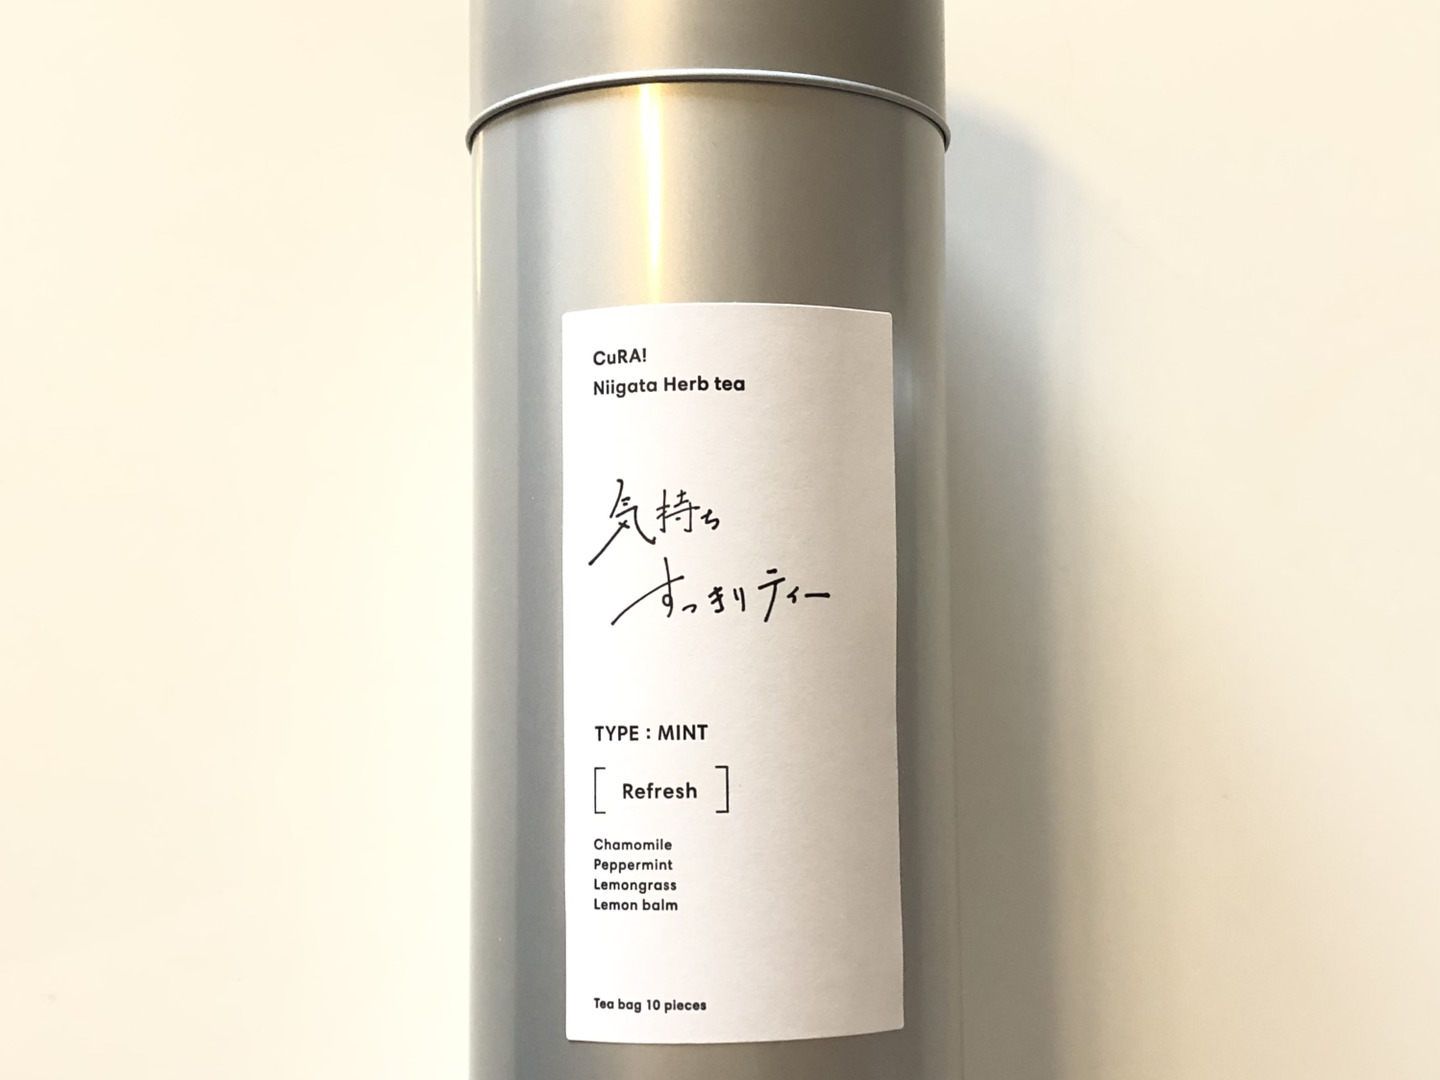 CuRA!
Niigata Herb tea
気持ち
すっきりティー
TYPE : MINT
[ Refresh ]
Chamomile
Peppermint
Lemongrass
Lemon balm
Tea bag 10 pieces